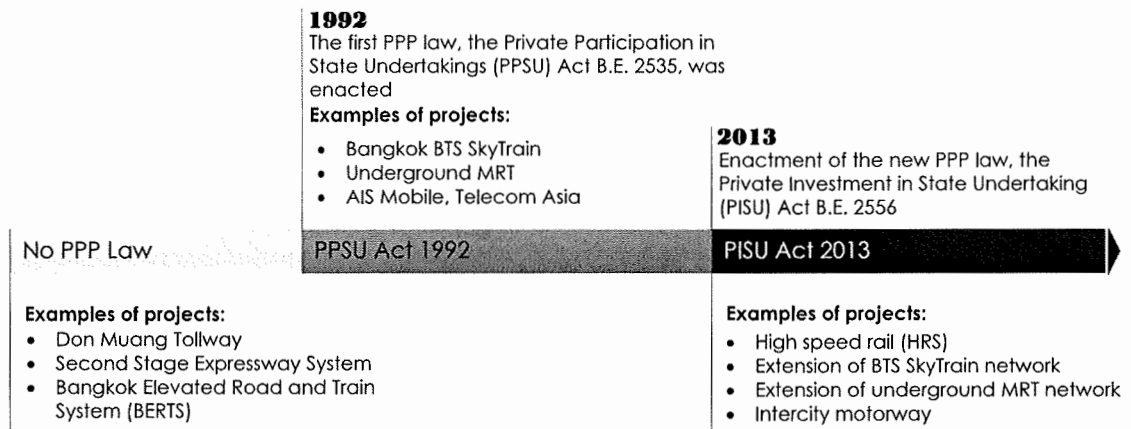 1992
The first PPP law, the Private Participation in
State Undertakings (PPSU) Act B.E. 2535, was
enacted
Examples of projects:
• Bangkok BTS SkyTrain
• Underground MRT
• AIS Mobile, Telecom Asia
2013
Enactment of the new PPP law, the
Private Investment in State Undertaking
(PISU) Act B.E. 2556
No PPP Law
PPSU Act 1992
PISU Act 2013
Examples of projects:
• Don Muang Tollway
• Second Stage Expressway System
• Bangkok Elevated Road and Train
System (BERTS)
Examples of projects:
• High speed rail (HRS)
• Extension of BTS SkyTrain network
• Extension of underground MRT network
• Intercity motorway